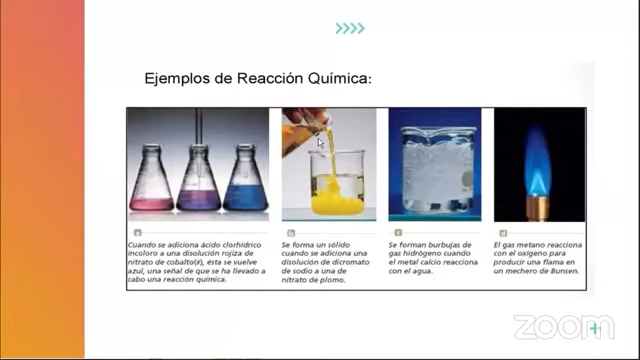 Ejemplos de Reacción Química:
a
Cuando se adiciona ácido clorhídrico
incoloro a una disolución rojiza de
nitrato de cobalto(II), ésta se vuelve
azul, una señal de que se ha llevado a
cabo una reacción química.
b
Se forma un sólido
cuando se adiciona una
disolución de dicromato
de sodio a una de
nitrato de plomo.
c
Se forman burbujas de
gas hidrógeno cuando
el metal calcio reacciona
con el agua.
d
El gas metano reacciona
con el oxígeno para
producir una flama en
un mechero de Bunsen.
zoom